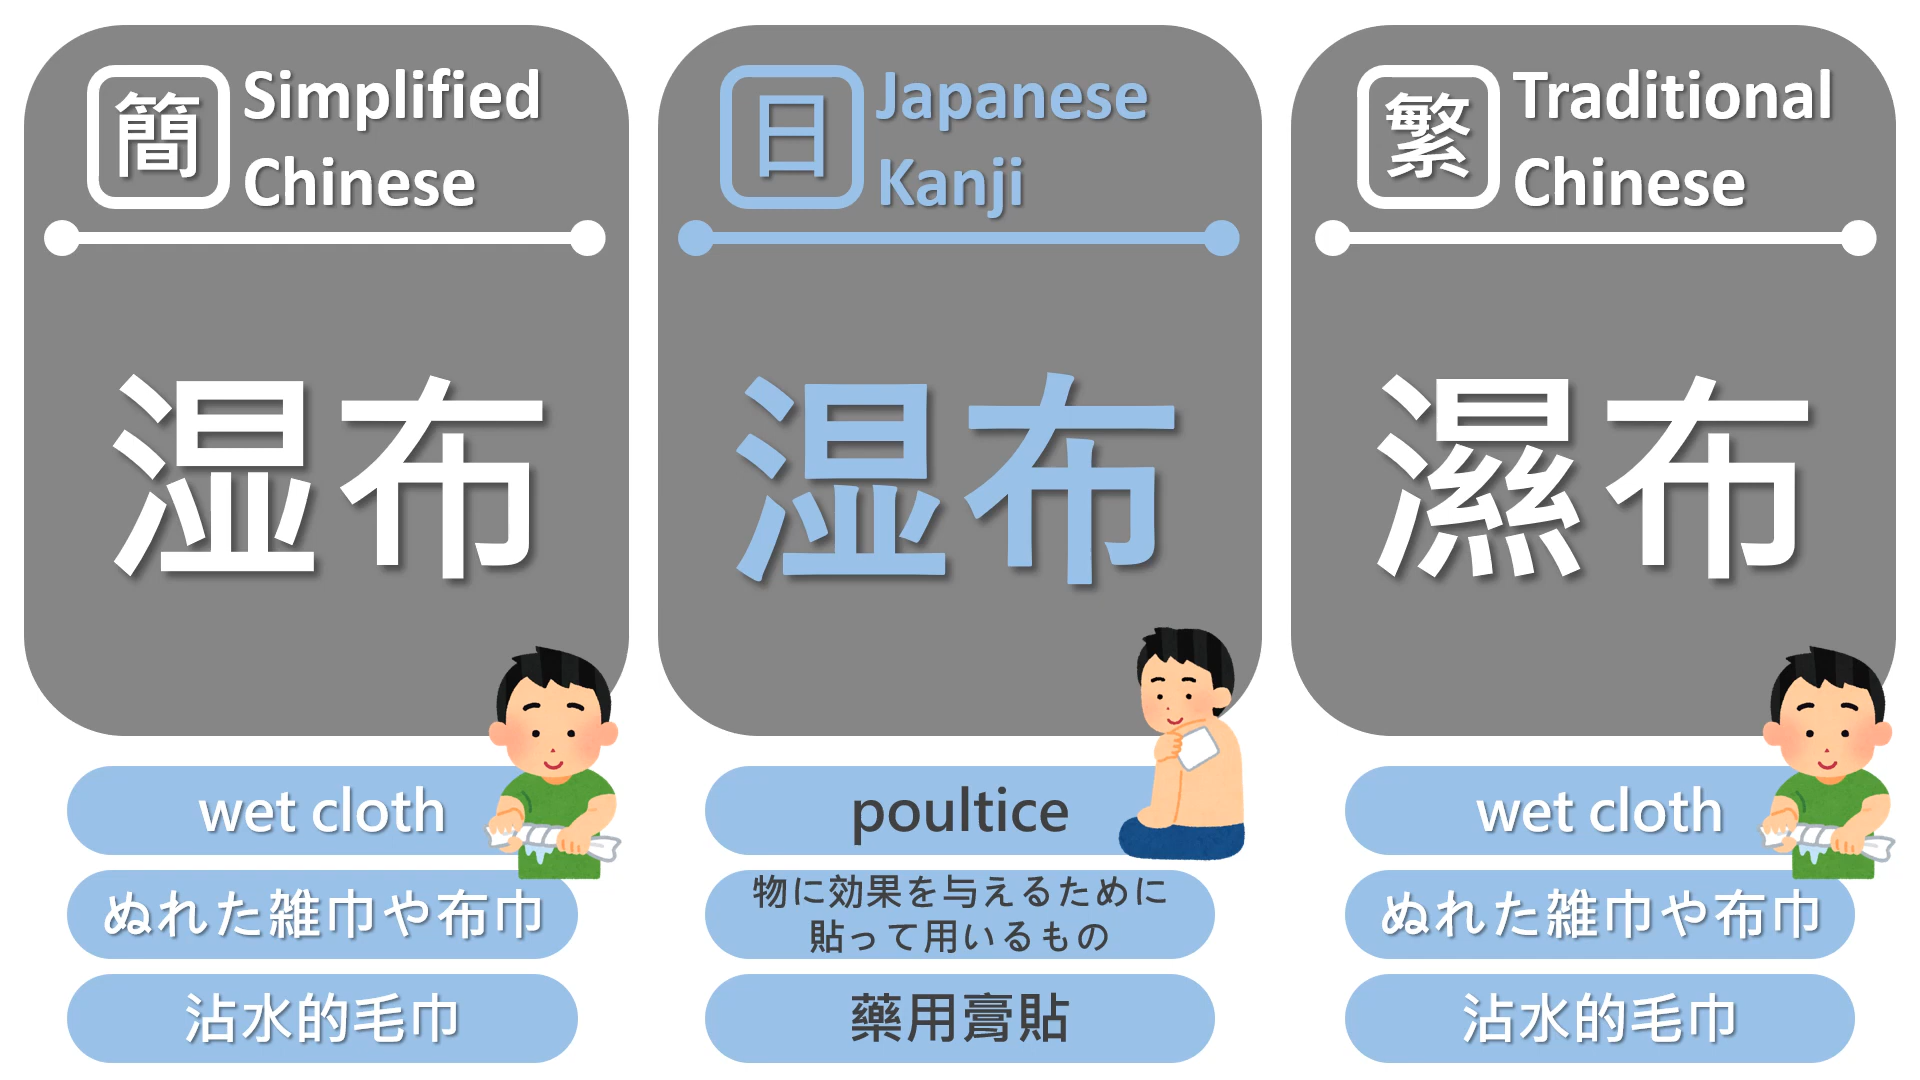 簡 Simplified
Chinese
湿布
wet cloth
ぬれた雑巾や布巾
沾水的毛巾
日 Japanese
Kanji
湿布
poultice
物に効果を与えるために
貼って用いるもの
藥用膏貼
繁 Traditional
Chinese
濕布
wet cloth
ぬれた雑巾や布巾
沾水的毛巾